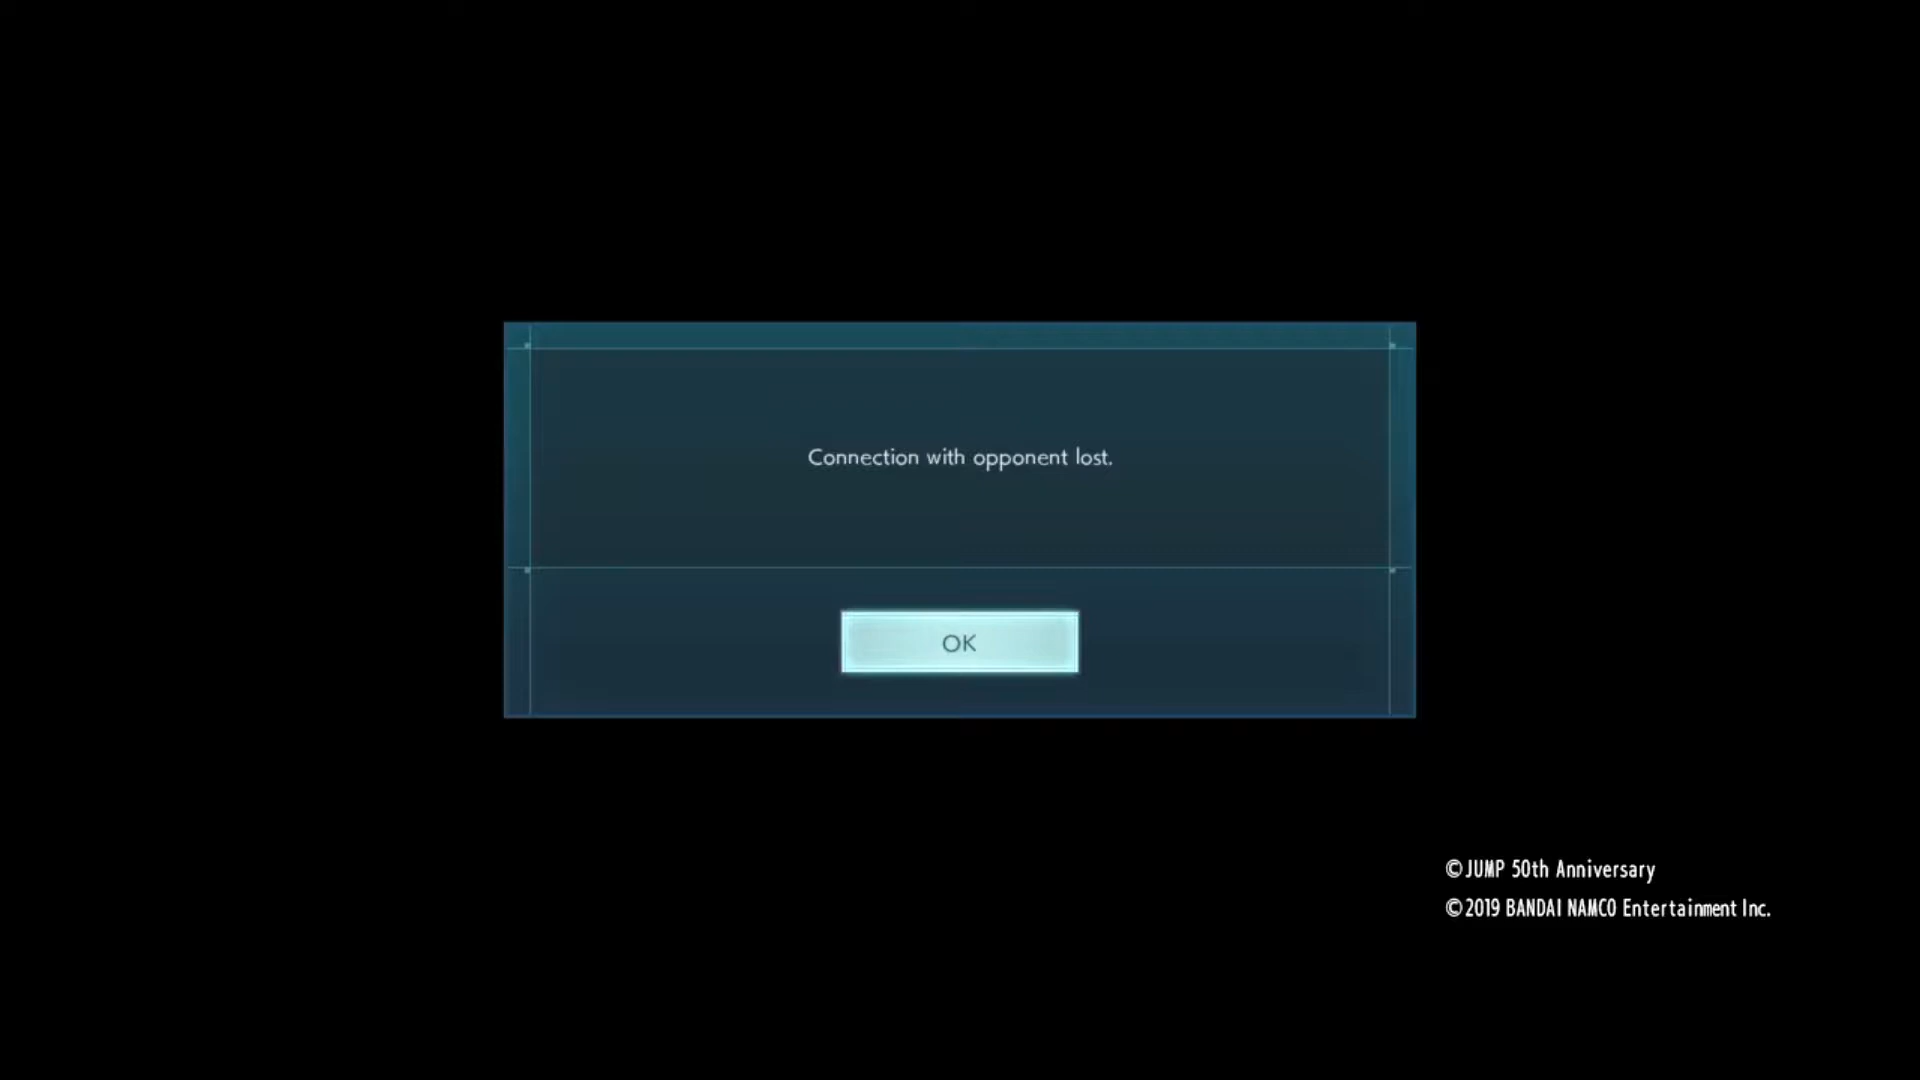 Connection with opponent lost.
OK
©JUMP 50th Anniversary
©2019 BANDAI NAMCO Entertainment Inc.